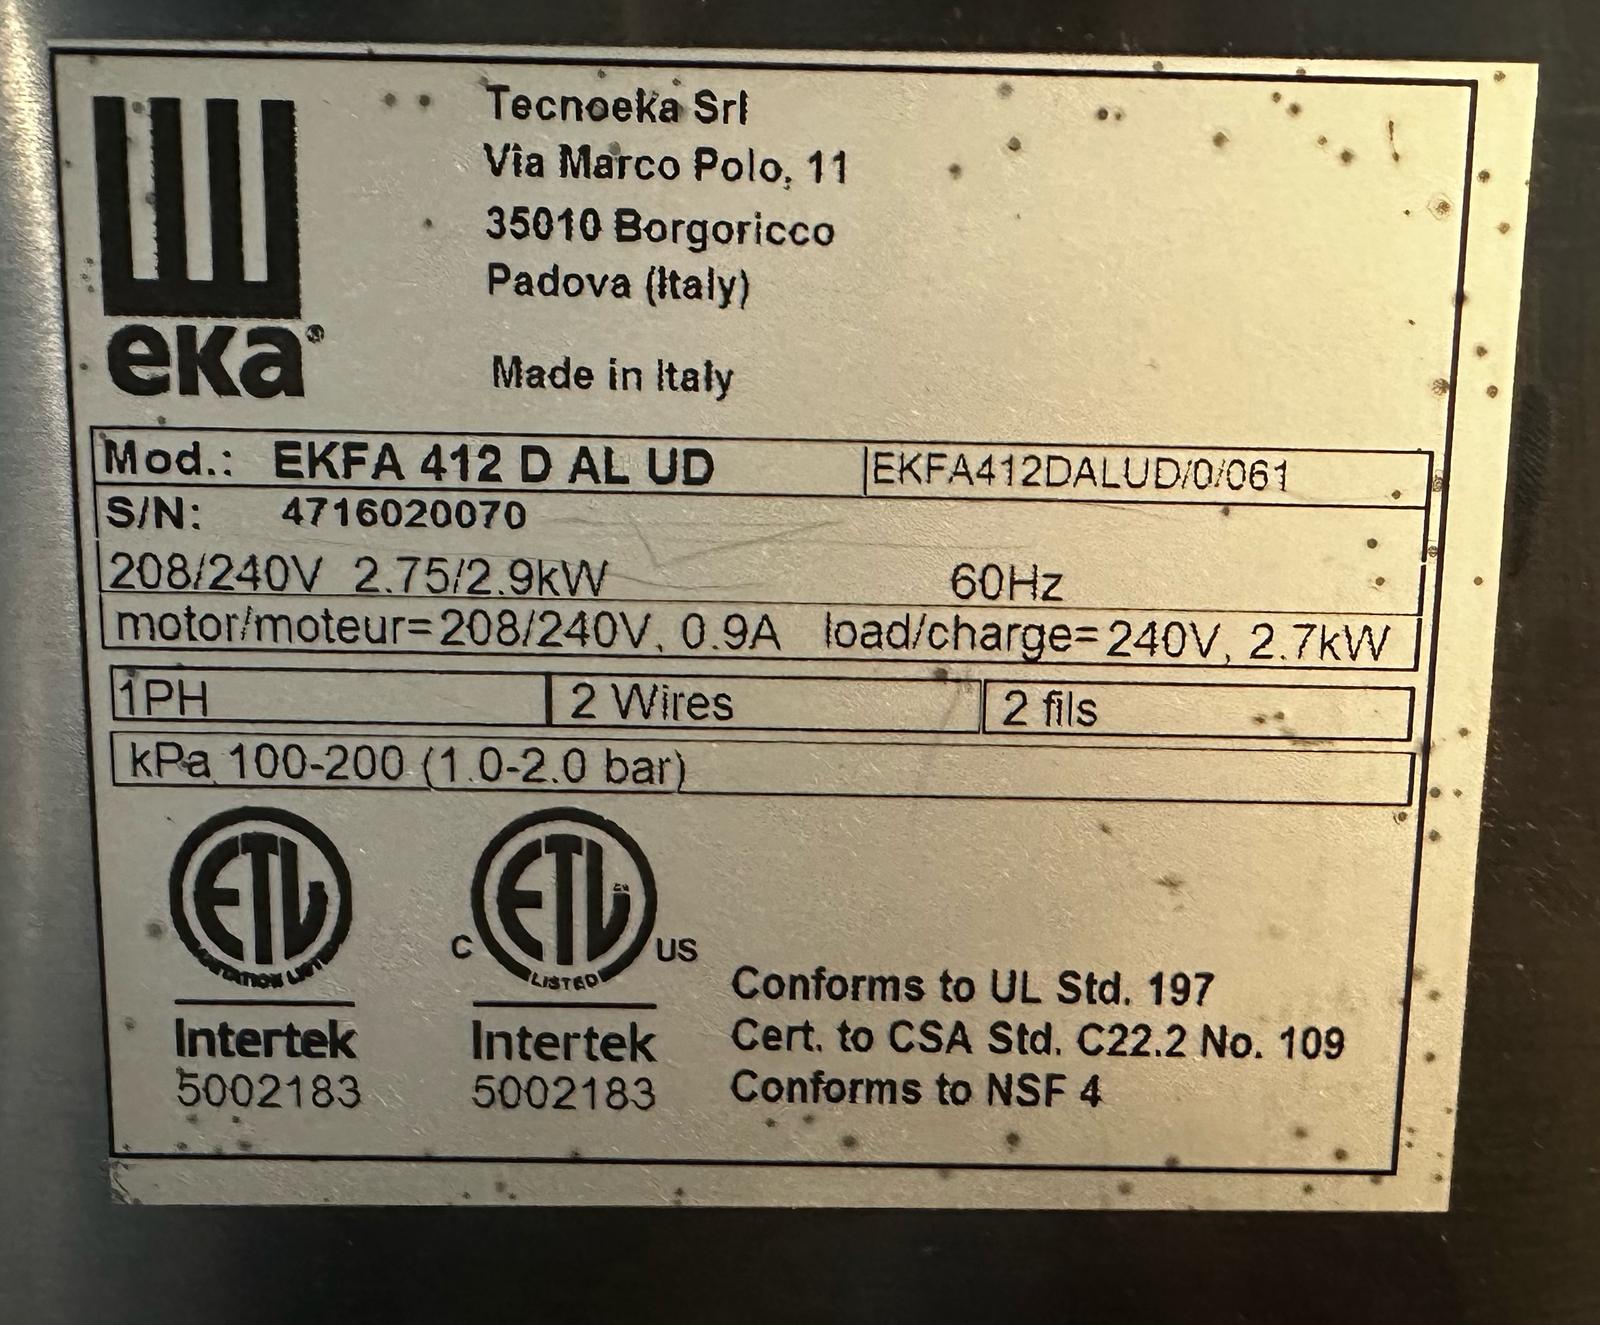 Tecnoeka Srl
Via Marco Polo, 11
35010 Borgoricco
Padova (Italy)
eka®
Made in Italy
Mod.: EKFA 412 D AL UD |EKFA412DALUD/0/061
S/N: 4716020070
208/240V 2.75/2.9kW 60Hz
motor/moteur=208/240V, 0.9A load/charge=240V, 2.7kW
1PH 2 Wires 2 fils
kPa 100-200 (1.0-2.0 bar)
ETL ETL
SANITATION LISTED C LISTED US
Intertek Intertek
5002183 5002183
Conforms to UL Std. 197
Cert. to CSA Std. C22.2 No. 109
Conforms to NSF 4